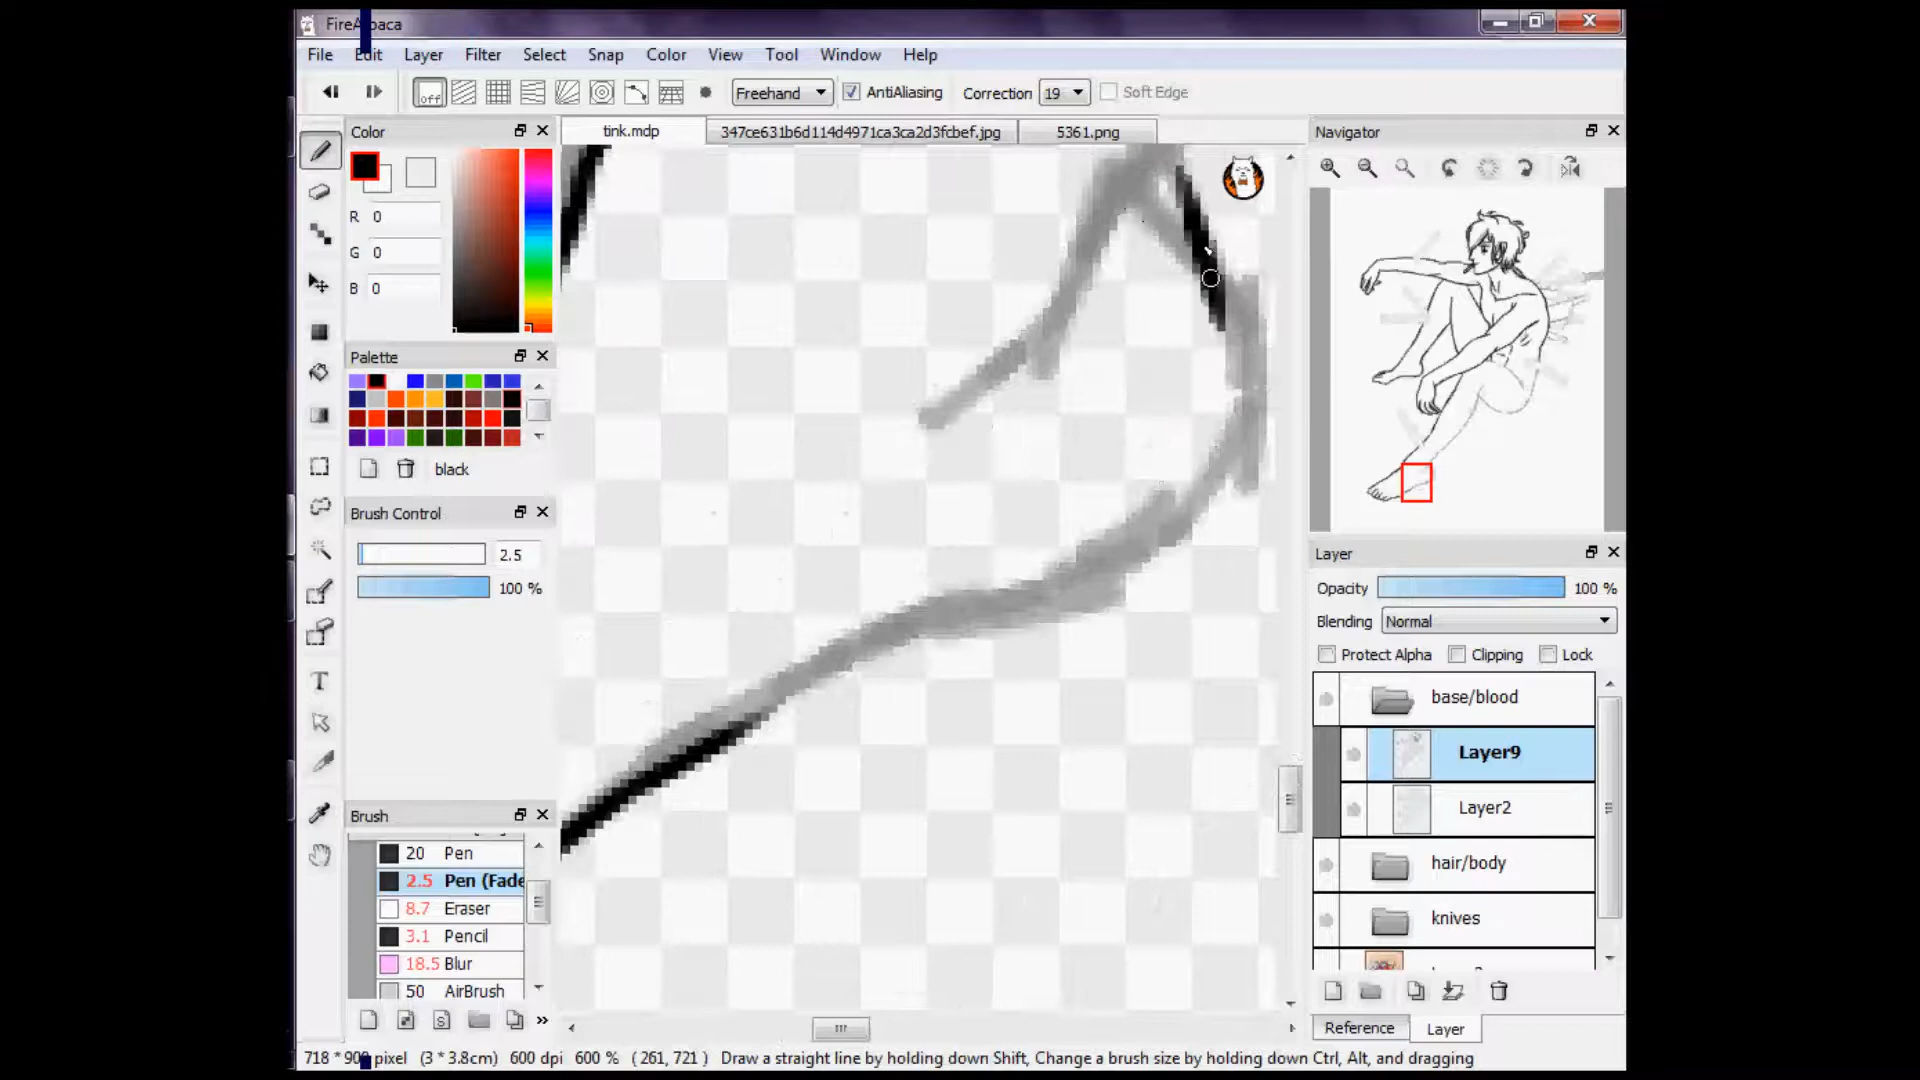 FireAlpaca
File Edit Layer Filter Select Snap Color View Tool Window Help
off Freehand AntiAliasing Correction 19 Soft Edge
Color
tink.mdp 347ce631b6d114d4971ca3ca2d3fcbef.jpg 5361.png
Navigator
R 0
G 0
B 0
Palette
black
Brush Control
2.5
100 %
Layer
Opacity 100 %
Blending Normal
Protect Alpha Clipping Lock
base/blood
Layer9
Layer2
hair/body
knives
Brush
20 Pen
2.5 Pen (Fade
8.7 Eraser
3.1 Pencil
18.5 Blur
50 AirBrush
Reference Layer
718 * 900 pixel (3 * 3.8cm) 600 dpi 600 % ( 261, 721 ) Draw a straight line by holding down Shift, Change a brush size by holding down Ctrl, Alt, and dragging